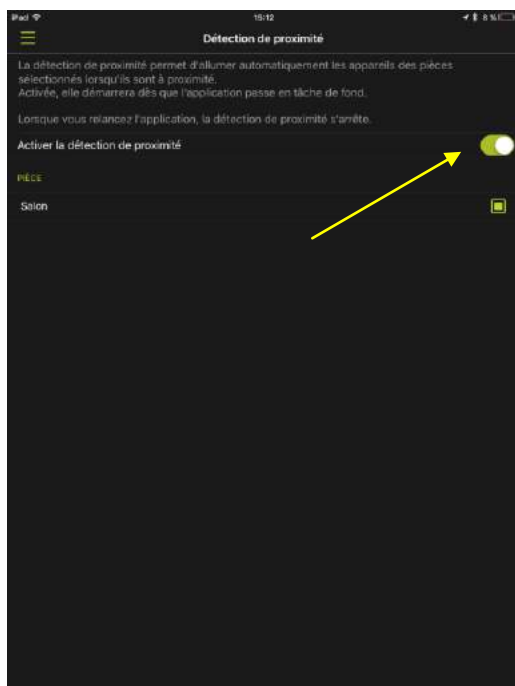 iPad 15:12 8 %
Détection de proximité
La détection de proximité permet d'allumer automatiquement les appareils des pièces
sélectionnés lorsqu'ils sont à proximité.
Activée, elle démarrera dès que l'application passe en tâche de fond.
Lorsque vous relancez l'application, la détection de proximité s'arrête.
Activer la détection de proximité
PIÈCE
Salon